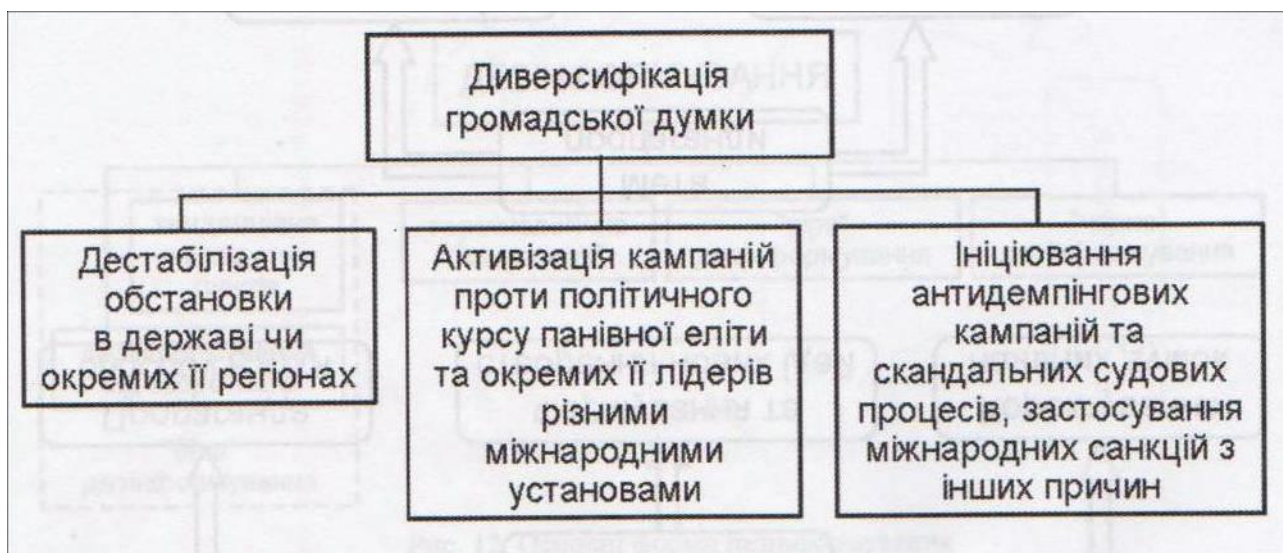 Диверсифікація
громадської думки
Дестабілізація
обстановки
в державі чи
окремих її регіонах
Активізація кампаній
проти політичного
курсу панівної еліти
та окремих її лідерів
різними
міжнародними
установами
Ініціювання
антидемпінгових
кампаній та
скандальних судових
процесів, застосування
міжнародних санкцій з
інших причин